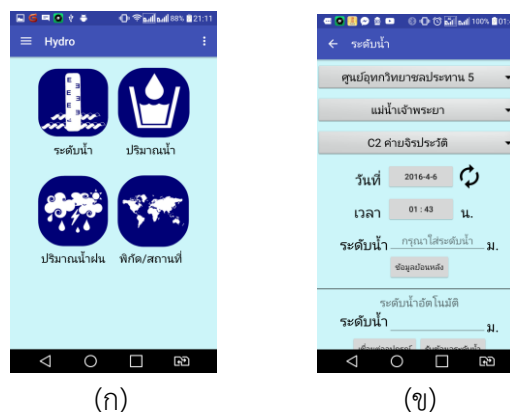 88% 21:11
Hydro
E
E
E
E
ระดับน้ำ
ปริมาณน้ำ
ปริมาณน้ำฝน
พิกัด/สถานที่
(ก)
100% 01:
ระดับน้ำ
ศูนย์อุทกวิทยาชลประทาน 5
แม่น้ำเจ้าพระยา
C2 ค่ายจิรประวัติ
วันที่ 2016-4-6
เวลา 01 : 43 น.
ระดับน้ำ กรุณาใส่ระดับน้ำ ม.
ข้อมูลย้อนหลัง
ระดับน้ำอัตโนมัติ
ระดับน้ำ ม.
(ข)